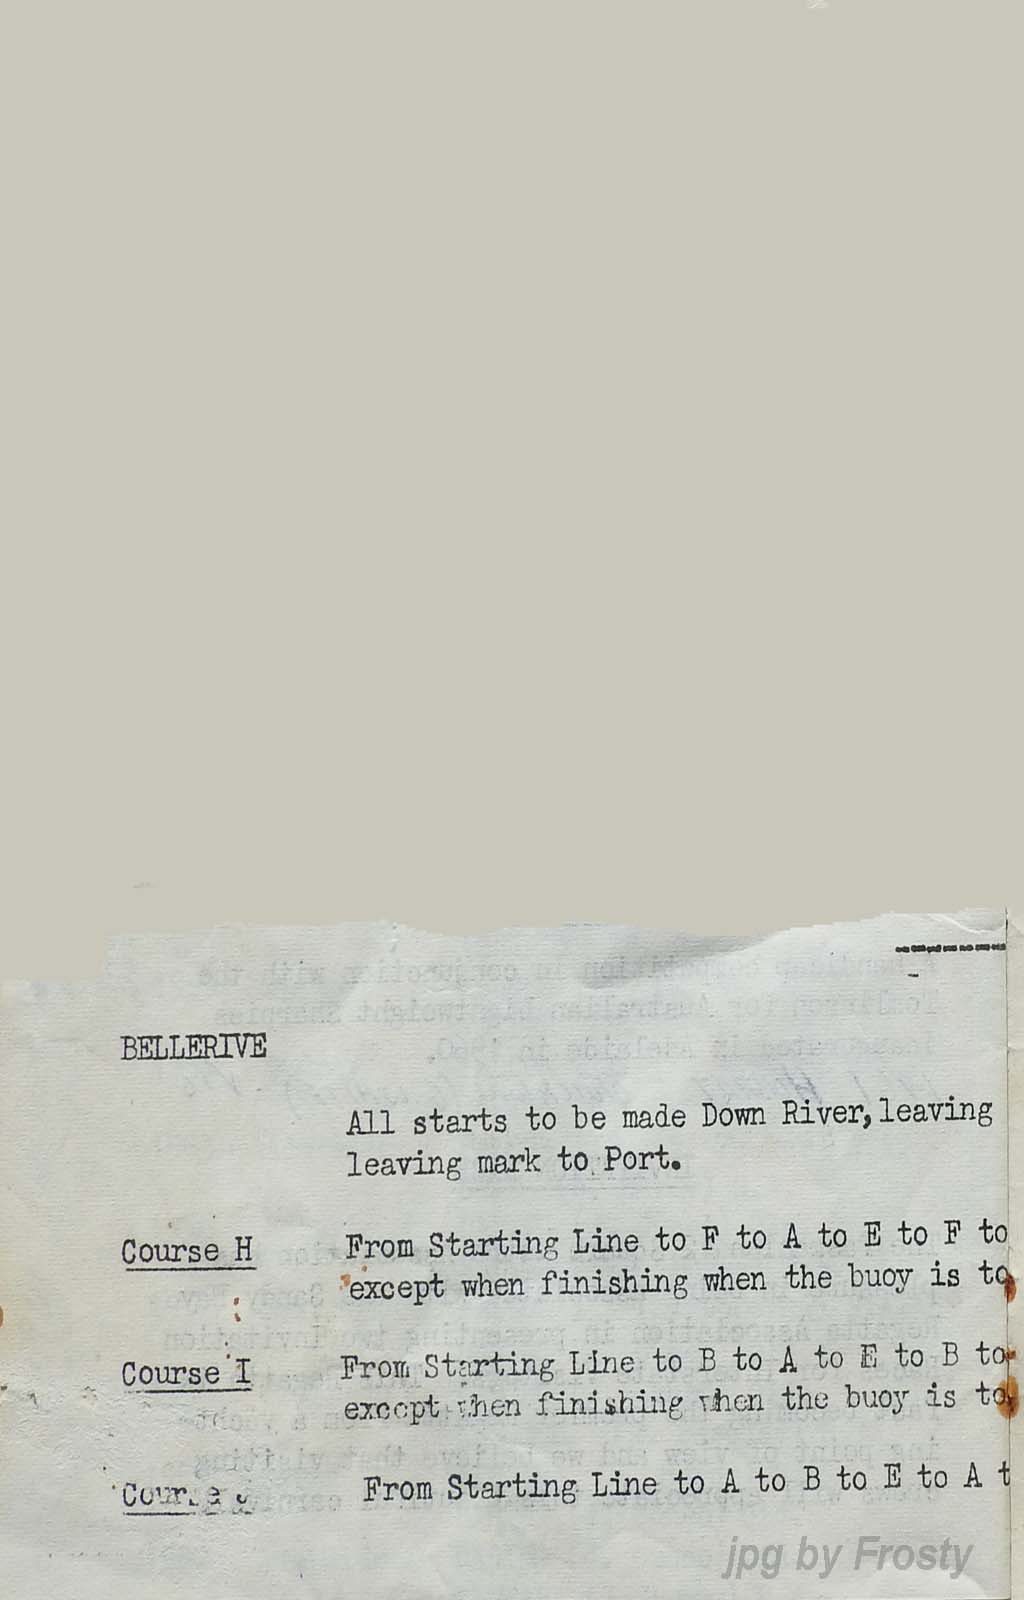 BELLERIVE
All starts to be made Down River, leaving
leaving mark to Port.
Course H From Starting Line to F to A to E to F to
except when finishing when the buoy is to
Course I From Starting Line to B to A to E to B to
except when finishing when the buoy is to
Course From Starting Line to A to B to E to A t
jpg by Frosty